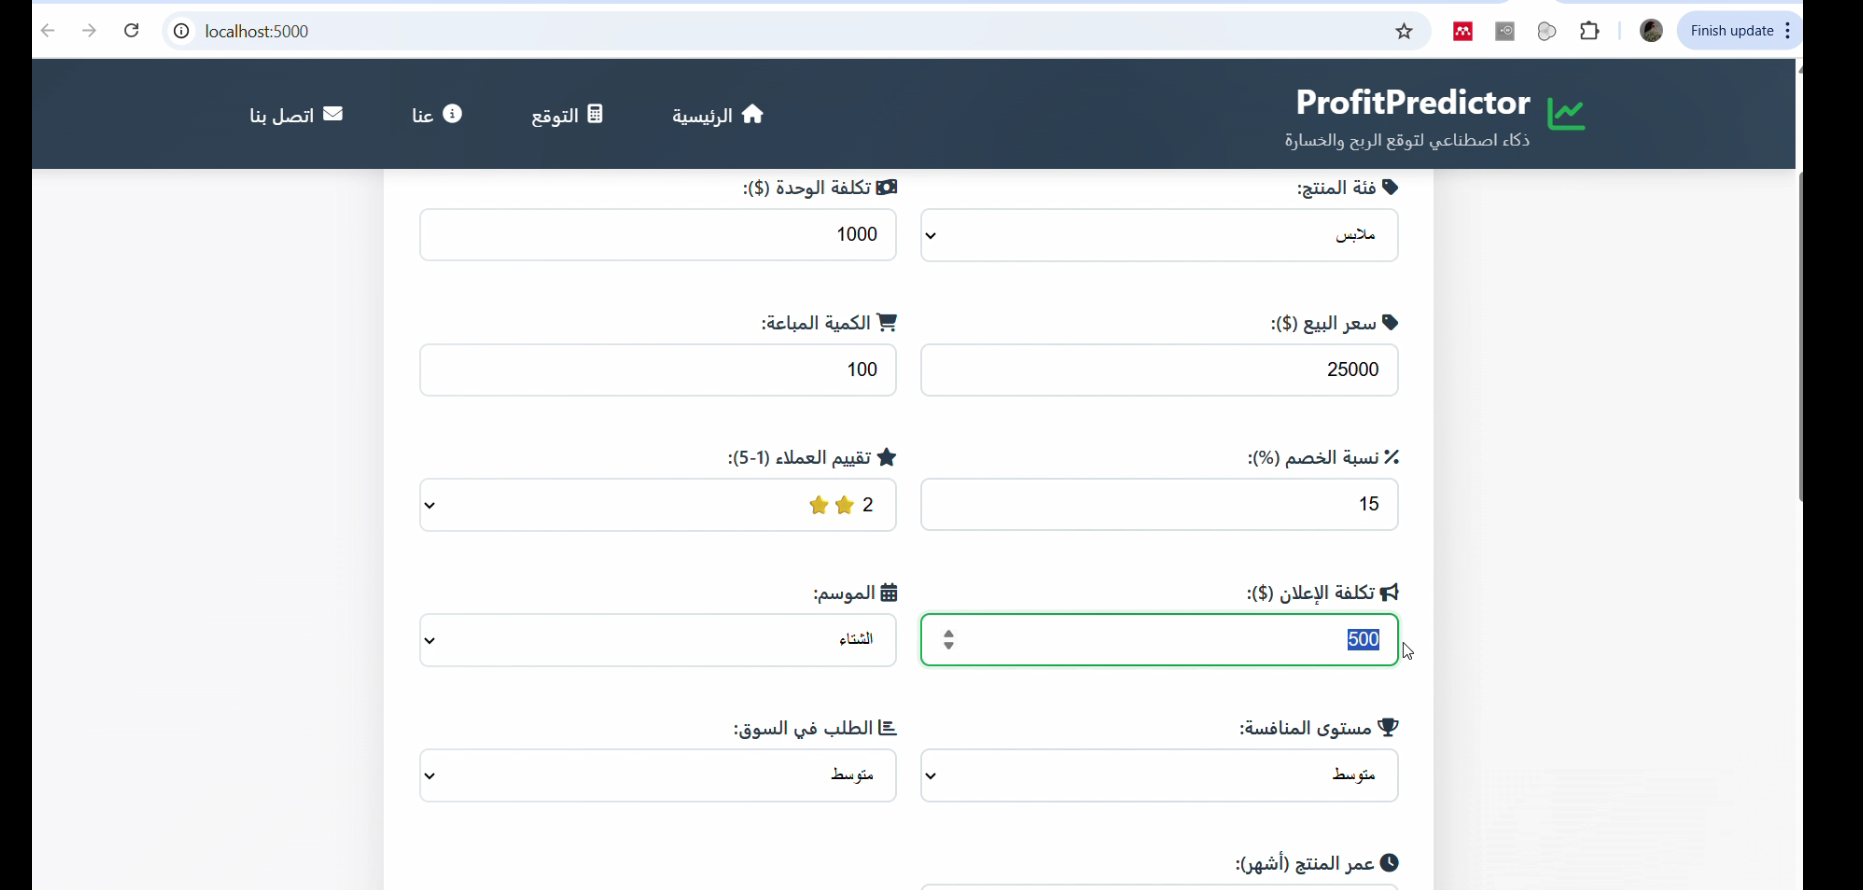 localhost:5000
Finish update
ProfitPredictor
ذكاء اصطناعي لتوقع الربح والخسارة
الرئيسية
التوقع
عنا
اتصل بنا
فئة المنتج:
ملابس
تكلفة الوحدة ($):
1000
سعر البيع ($):
25000
الكمية المباعة:
100
نسبة الخصم (%):
15
تقييم العملاء (1-5):
2 ⭐⭐
تكلفة الإعلان ($):
500
الموسم:
الشتاء
مستوى المنافسة:
متوسط
الطلب في السوق:
متوسط
عمر المنتج (أشهر):